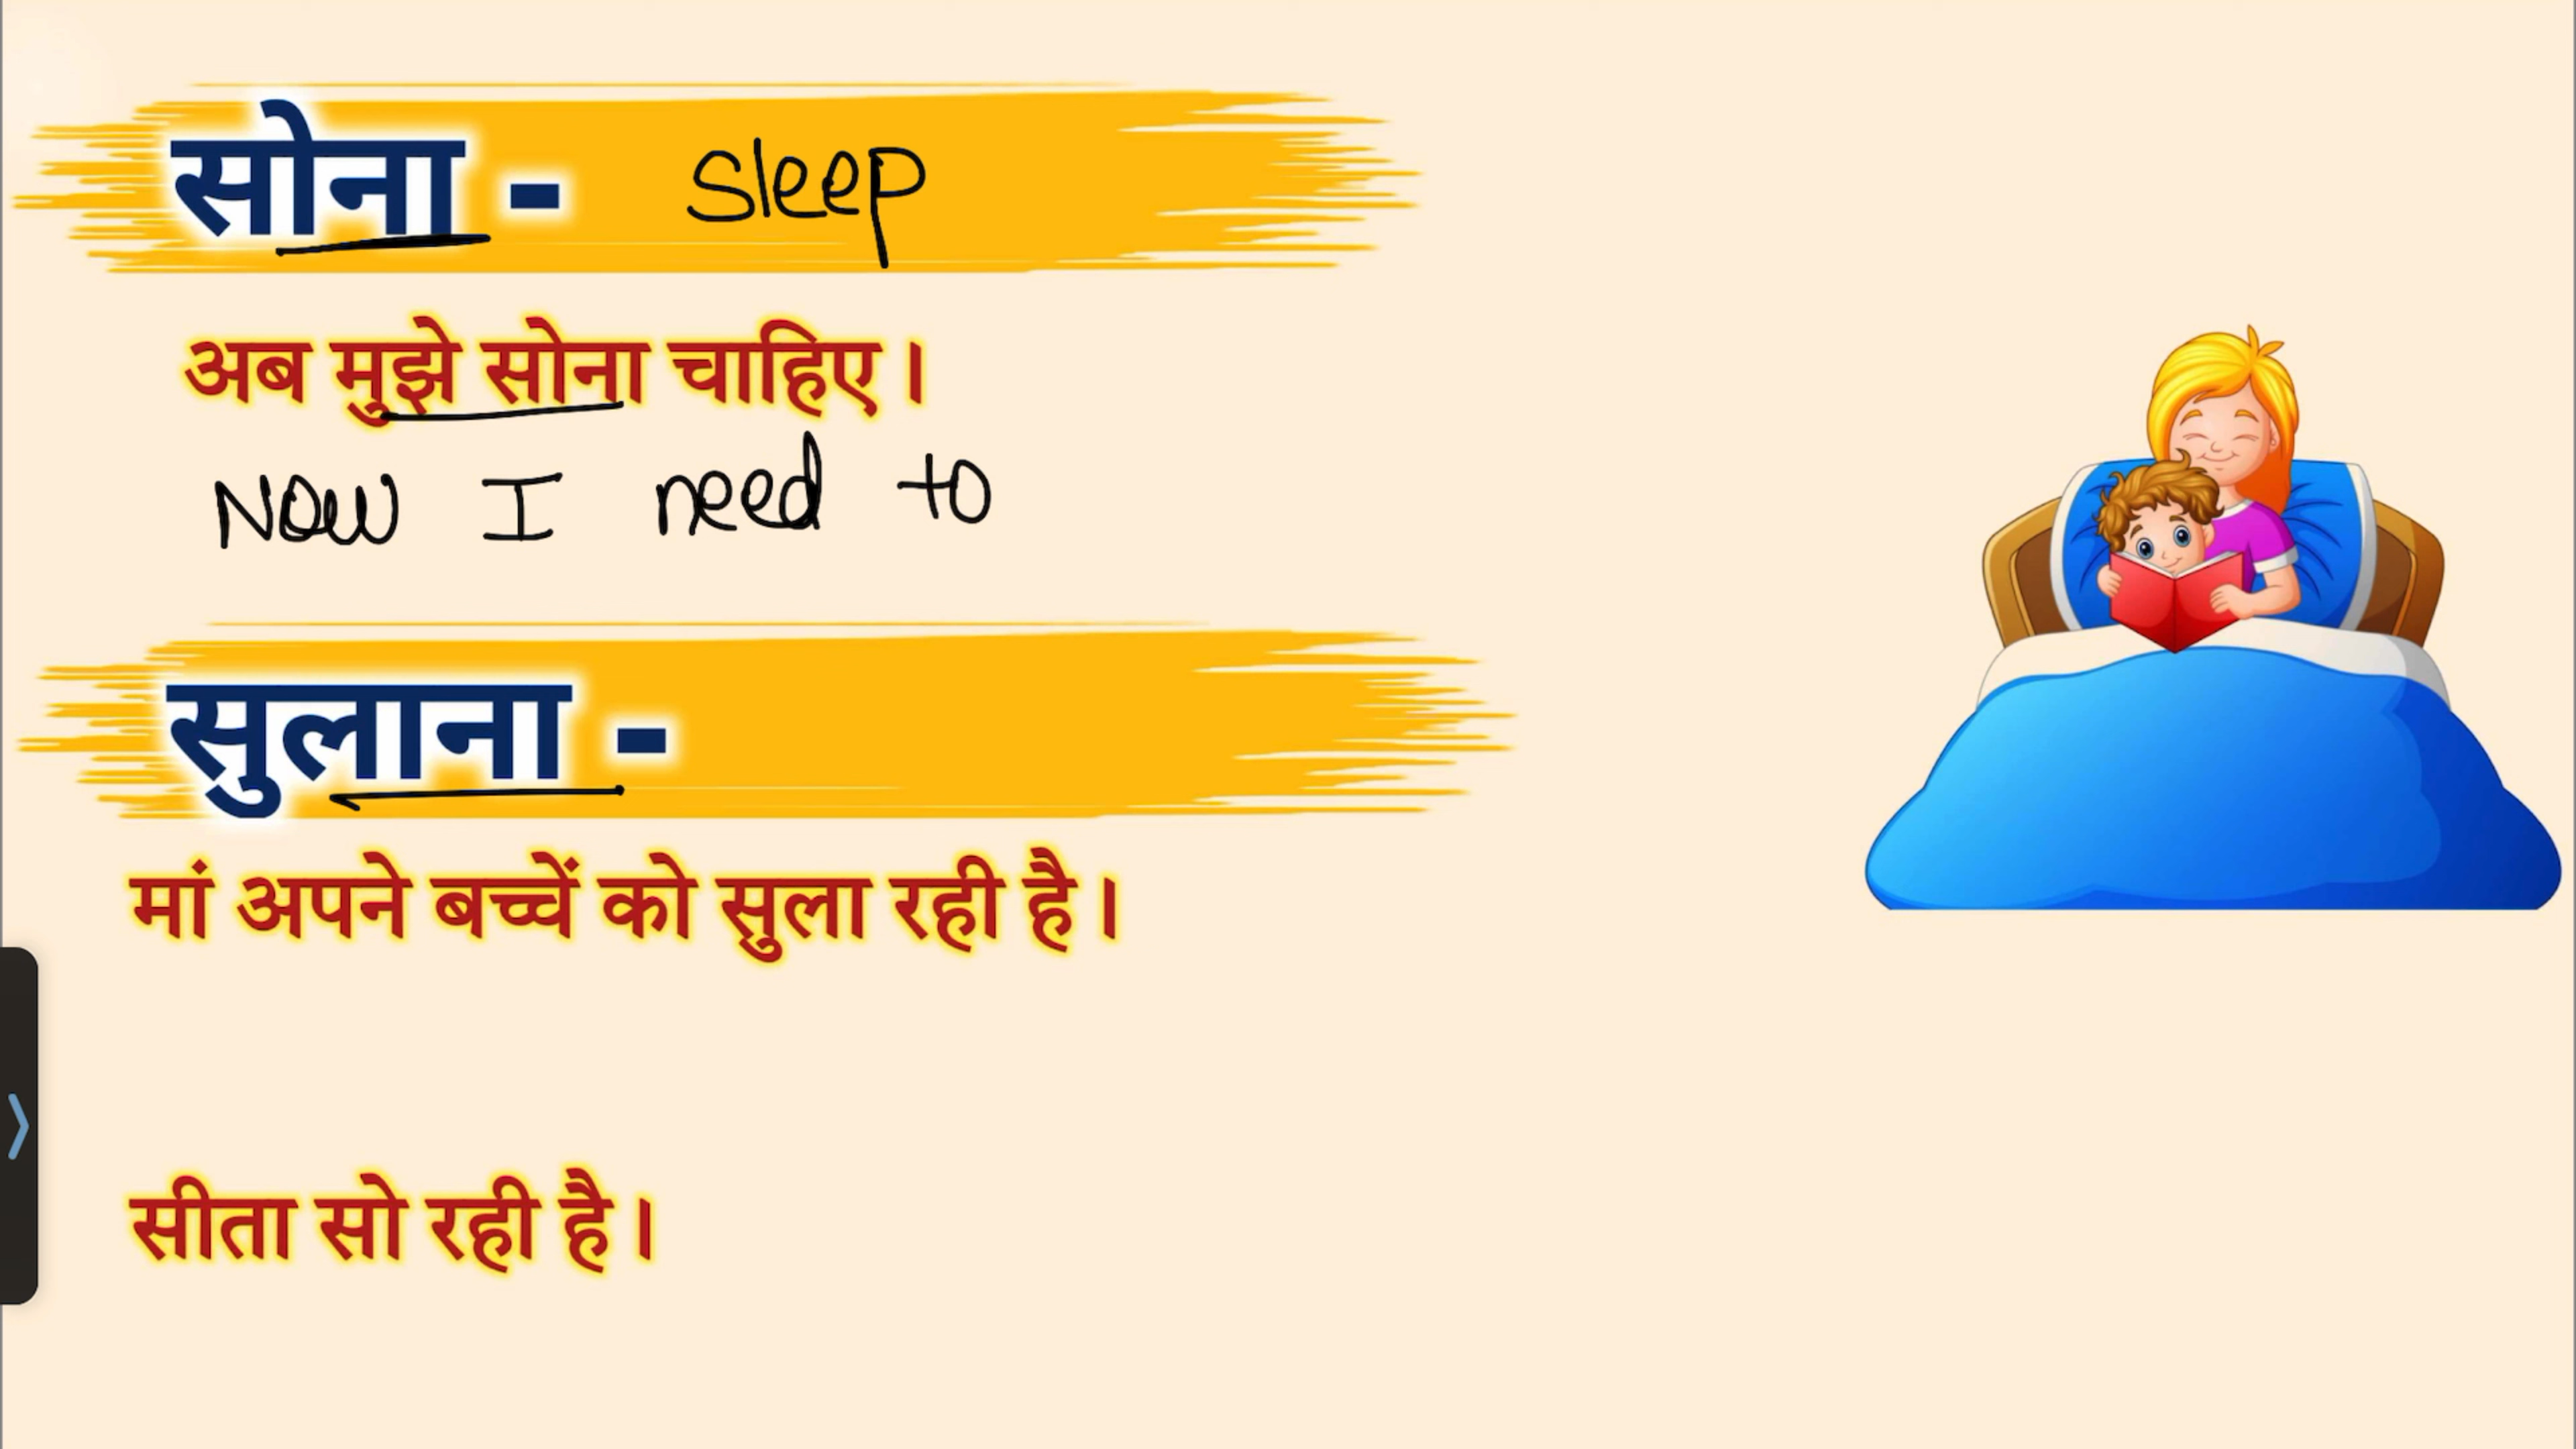 सोना - sleep
अब मुझे सोना चाहिए।
Now I need to
सुलाना -
मां अपने बच्चें को सुला रही है।
सीता सो रही है।